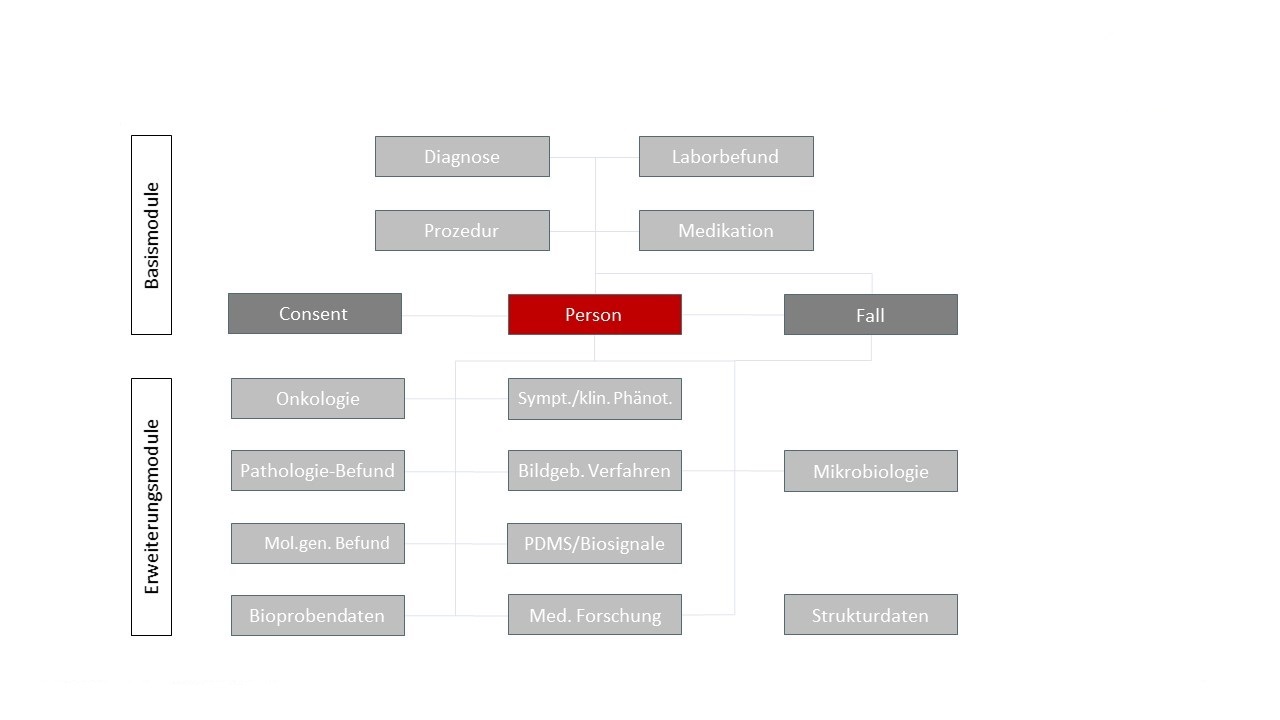 Basismodule
Diagnose
Laborbefund
Prozedur
Medikation
Consent
Person
Fall
Erweiterungsmodule
Onkologie
Sympt./klin. Phänot.
Pathologie-Befund
Bildgeb. Verfahren
Mikrobiologie
Mol.gen. Befund
PDMS/Biosignale
Bioprobendaten
Med. Forschung
Strukturdaten